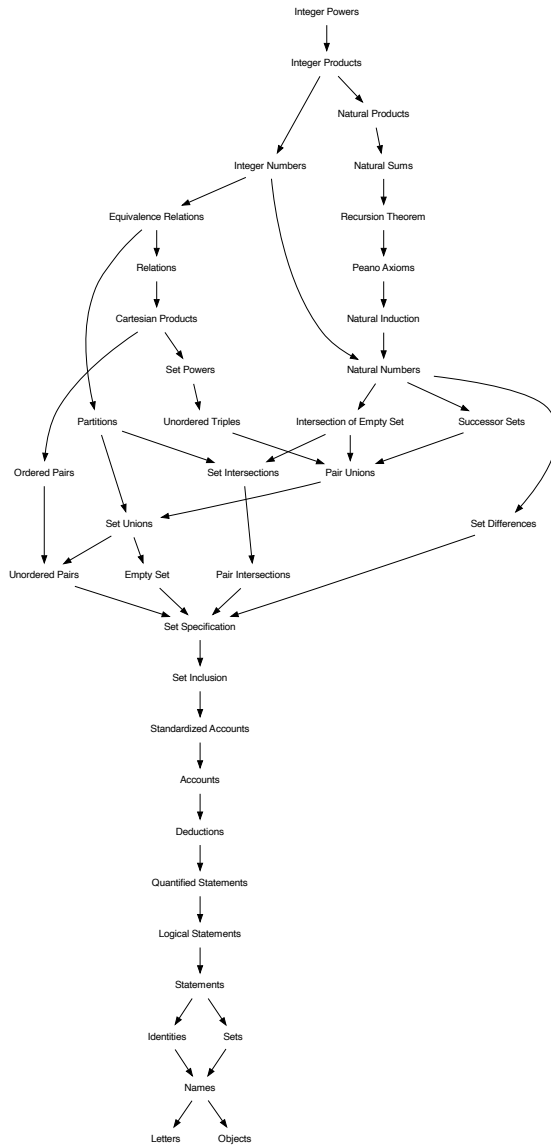 Integer Powers
Integer Products
Natural Products
Integer Numbers
Natural Sums
Equivalence Relations
Recursion Theorem
Relations
Peano Axioms
Cartesian Products
Natural Induction
Set Powers
Natural Numbers
Partitions
Unordered Triples
Intersection of Empty Set
Successor Sets
Ordered Pairs
Set Intersections
Pair Unions
Set Unions
Set Differences
Unordered Pairs
Empty Set
Pair Intersections
Set Specification
Set Inclusion
Standardized Accounts
Accounts
Deductions
Quantified Statements
Logical Statements
Statements
Identities
Sets
Names
Letters
Objects